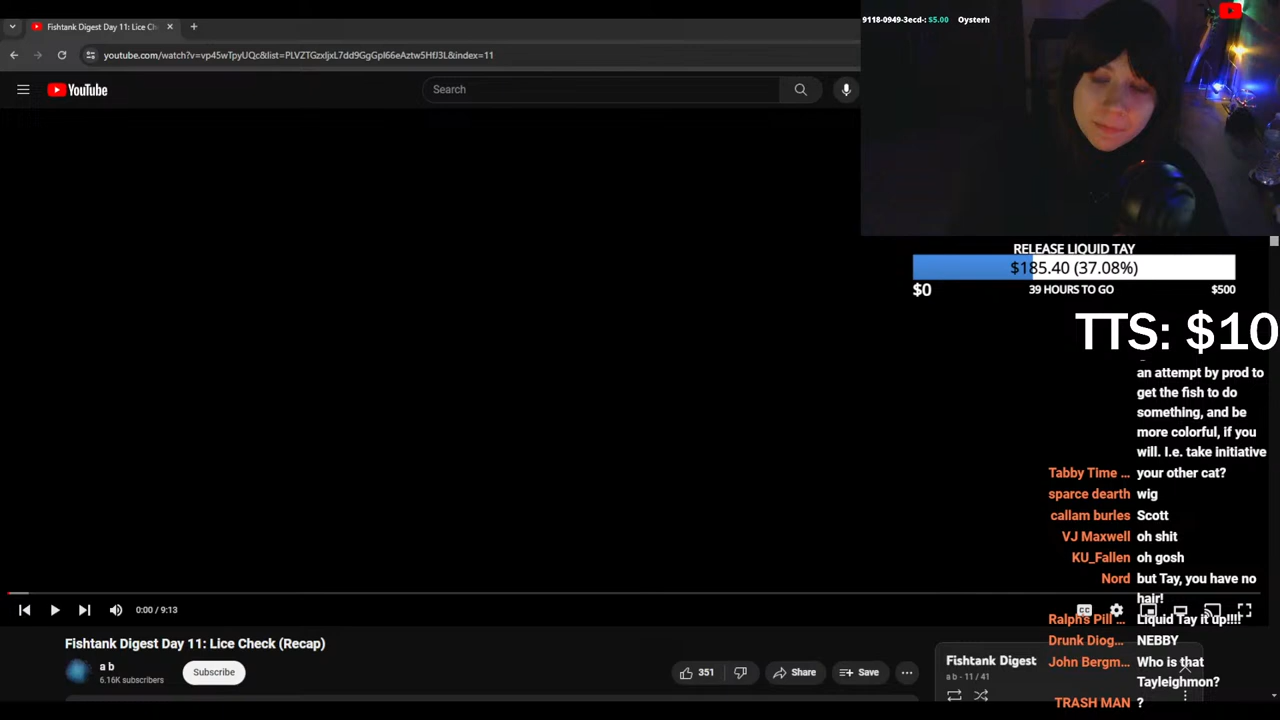 Fishtank Digest Day 11: Lice Ch
youtube.com/watch?v=vp45wTpyUQc&list=PLVZTGzxIjxL7dd9GgGpI66eAztw5HfJ3L&index=11
YouTube
Search
9118-0949-3ecd-: $5.00 Oysterh
RELEASE LIQUID TAY
$185.40 (37.08%)
$0 39 HOURS TO GO $500
TTS: $10
an attempt by prod to
get the fish to do
something, and be
more colorful, if you
will. I.e. take initiative
Tabby Time ... your other cat?
sparce dearth wig
callam burles Scott
VJ Maxwell oh shit
KU_Fallen oh gosh
Nord but Tay, you have no
hair!
Ralph's Pill ... Liquid Tay it up!!!!
Drunk Diog... NEBBY
John Bergm... Who is that
Tayleighmon?
TRASH MAN ?
0:00 / 9:13
CC
Fishtank Digest Day 11: Lice Check (Recap)
a b
6.16K subscribers
Subscribe
351
Share
Save
Fishtank Digest
a b - 11 / 41